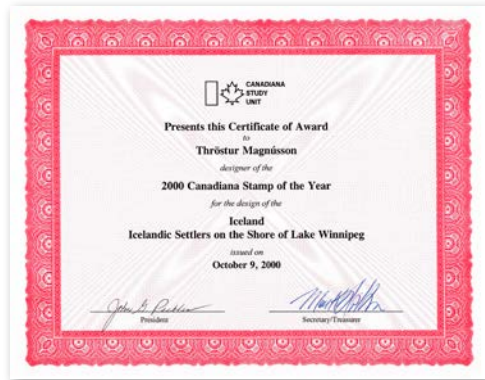 CANADIANA
STUDY
UNIT
Presents this Certificate of Award
to
Thröstur Magnússon
designer of the
2000 Canadiana Stamp of the Year
for the design of the
Iceland
Icelandic Settlers on the Shore of Lake Winnipeg
issued on
October 9, 2000
President
Secretary/Treasurer